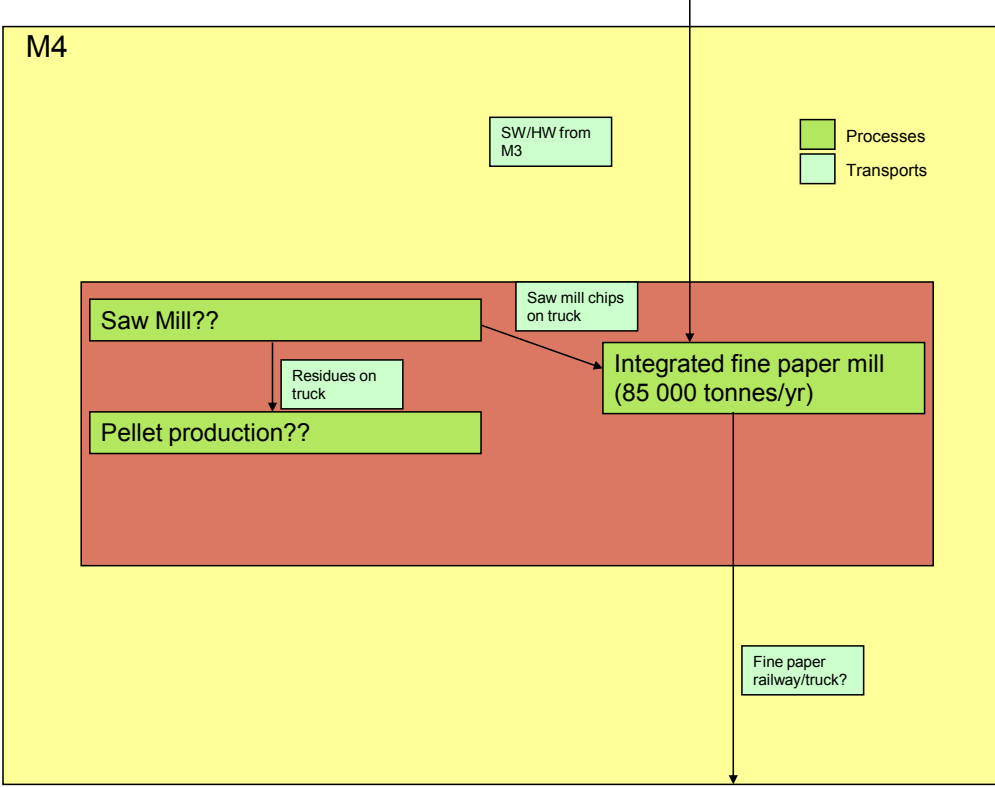 M4
SW/HW from
M3
Processes
Transports
Saw mill chips
on truck
Saw Mill??
Integrated fine paper mill
(85 000 tonnes/yr)
Residues on
truck
Pellet production??
Fine paper
railway/truck?